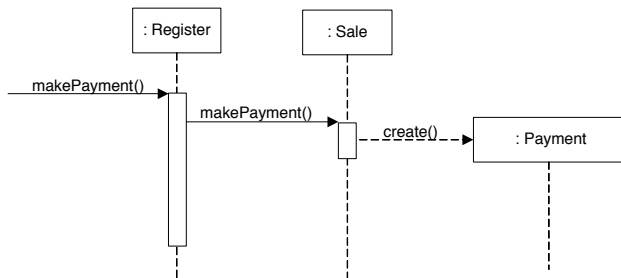 : Register
: Sale
makePayment()
makePayment()
create()
: Payment